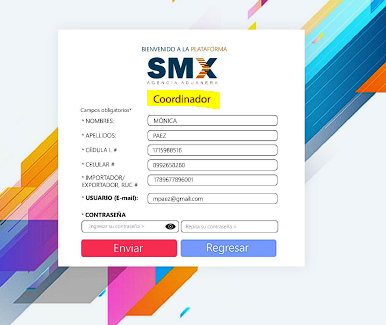 BIENVENIDO A LA PLATAFORMA
SMX
AGENCIA ADUANERA
Coordinador
Campos obligatorios*
* NOMBRES: MÓNICA
* APELLIDOS: PAEZ
* CÉDULA I. # 1715988516
* CELULAR # 0992658280
* IMPORTADOR/
EXPORTADOR, RUC # 1789677896001
* USUARIO (E-mail): mpaez@gmail.com
* CONTRASEÑA
Ingresar su contraseña > Repita su contraseña >
Enviar Regresar